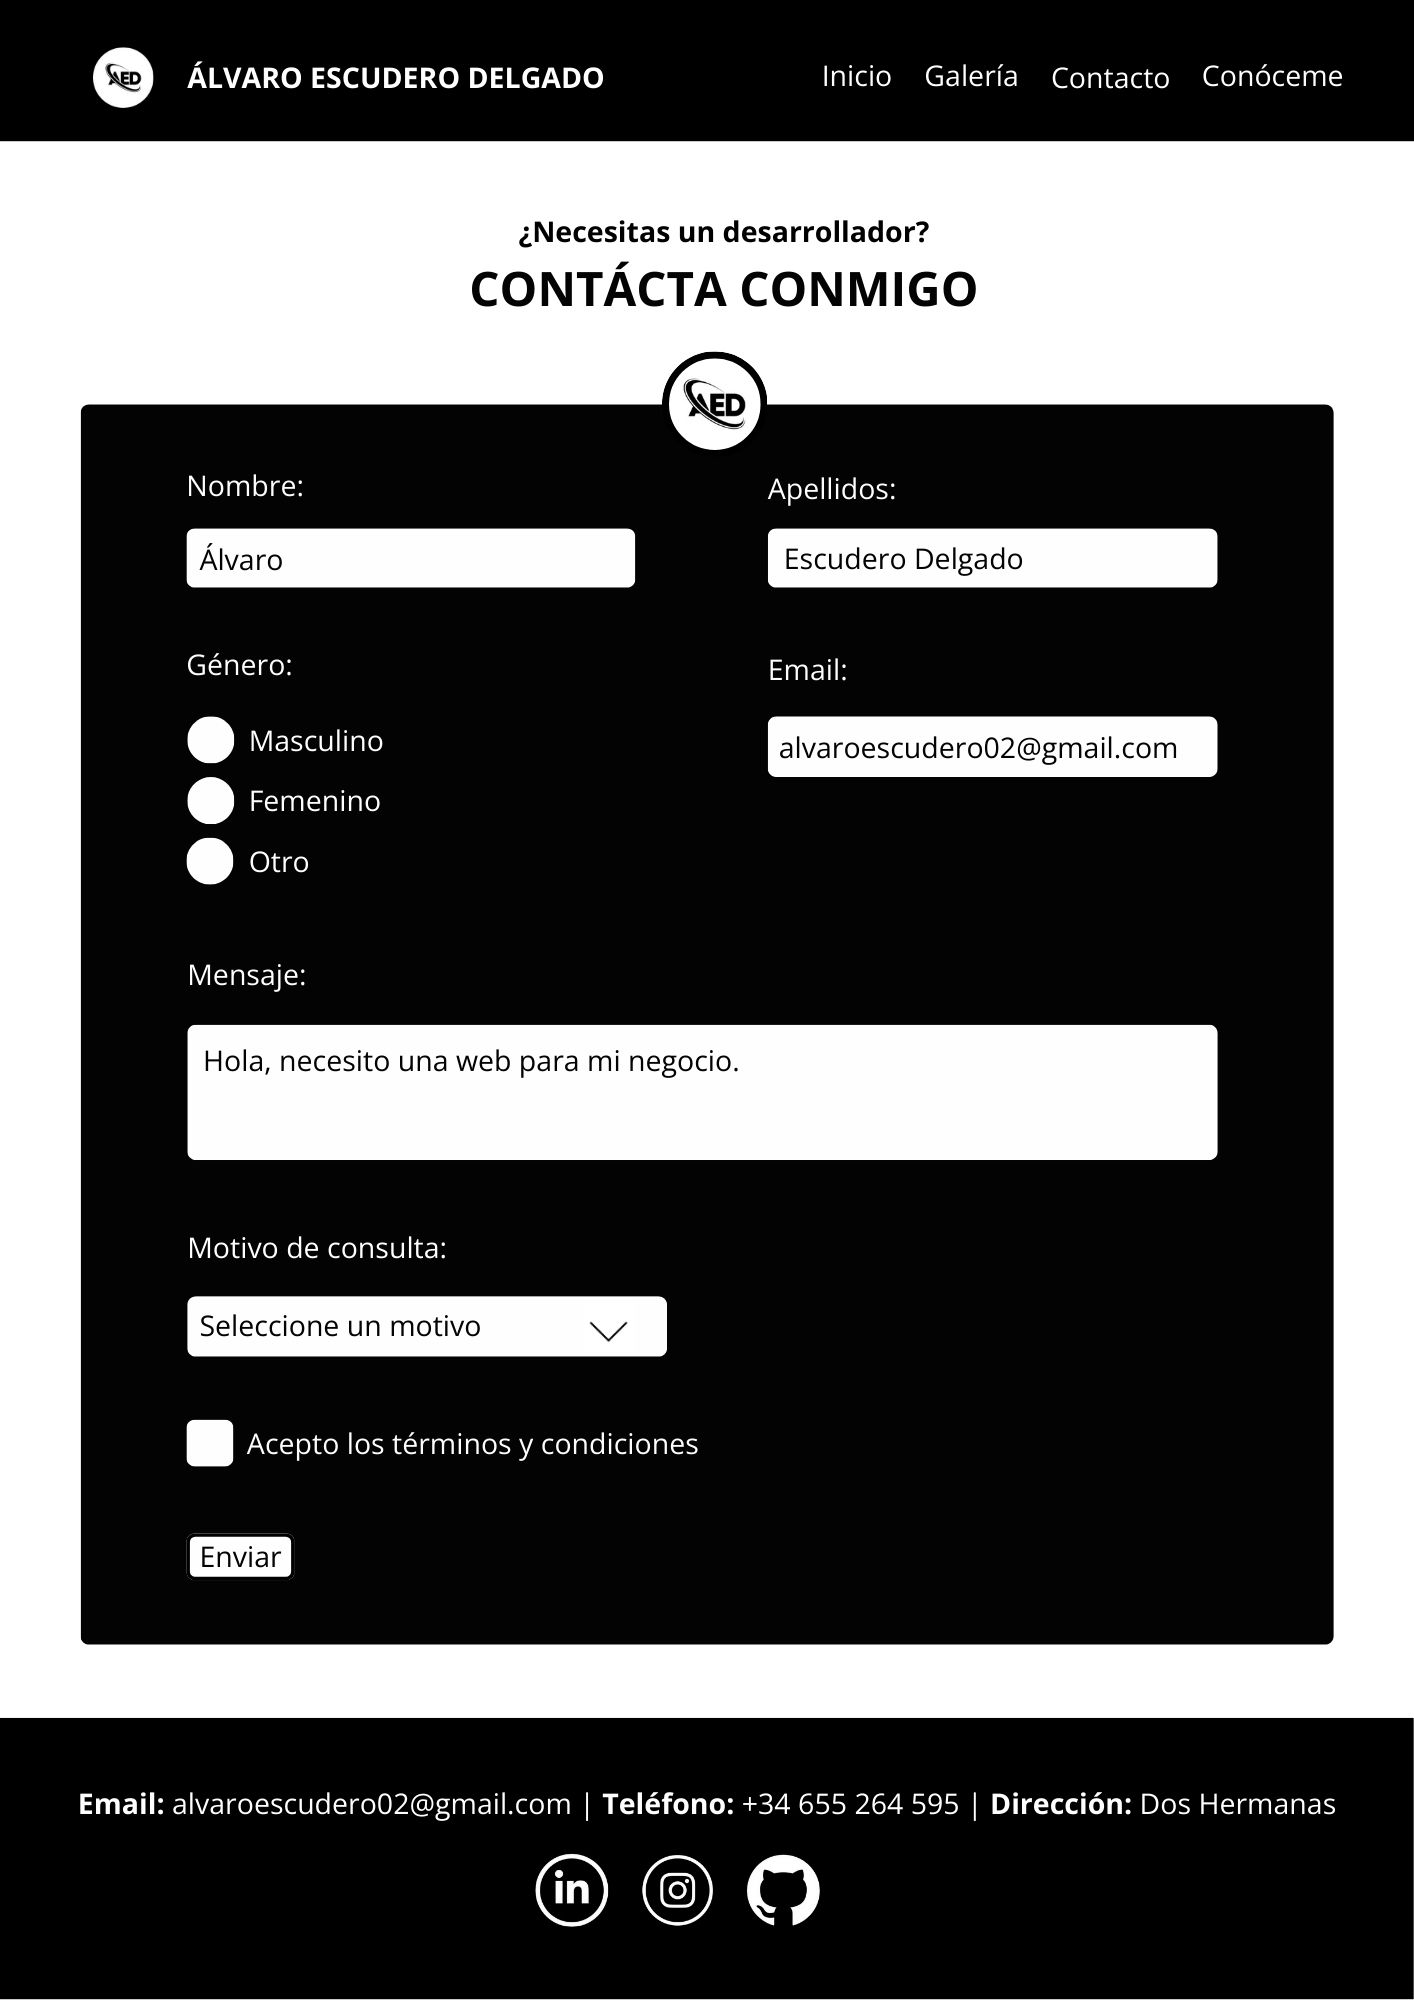 AED
ÁLVARO ESCUDERO DELGADO
Inicio Galería Contacto Conóceme
¿Necesitas un desarrollador?
CONTÁCTA CONMIGO
AED
Nombre: Apellidos:
Álvaro Escudero Delgado
Género: Email:
Masculino alvaroescudero02@gmail.com
Femenino
Otro
Mensaje:
Hola, necesito una web para mi negocio.
Motivo de consulta:
Seleccione un motivo
Acepto los términos y condiciones
Enviar
Email: alvaroescudero02@gmail.com | Teléfono: +34 655 264 595 | Dirección: Dos Hermanas
in